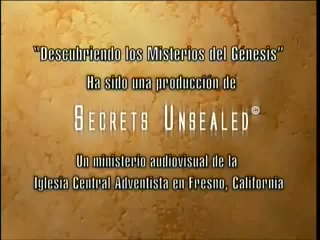 “Descubriendo los Misterios del Génesis”
Ha sido una producción de
SECRETS UNSEALED©
Un ministerio audiovisual de la
Iglesia Central Adventista en Fresno, California